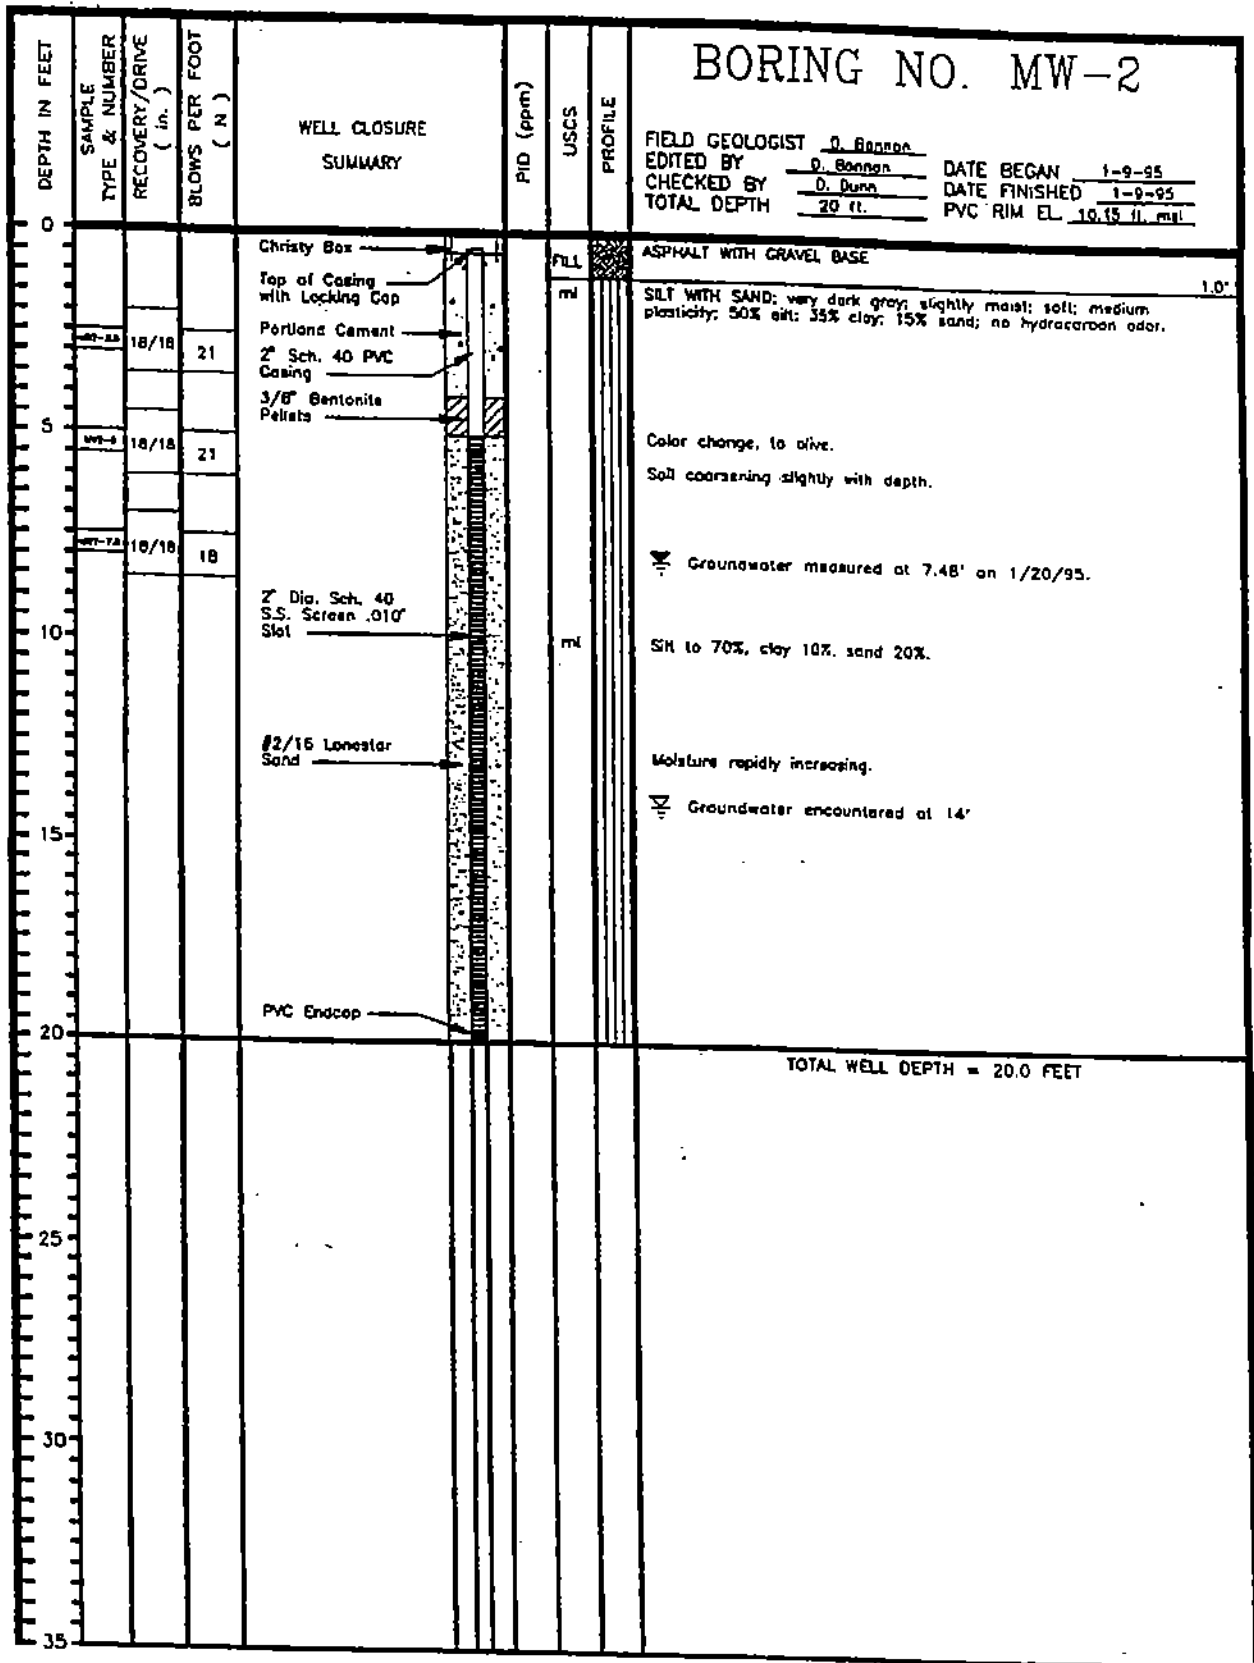 BORING NO. MW-2
DEPTH IN FEET
SAMPLE
TYPE & NUMBER
RECOVERY/DRIVE
( in. )
BLOWS PER FOOT
( N )
WELL CLOSURE
SUMMARY
PID (ppm)
USCS
PROFILE
FIELD GEOLOGIST D. Bannon
EDITED BY D. Bannon
CHECKED BY D. Dunn
TOTAL DEPTH 20 ft.
DATE BEGAN 1-9-95
DATE FINISHED 1-9-95
PVC RIM EL. 10.15 ft. msl
0
Christy Box
FILL
ASPHALT WITH GRAVEL BASE
1.0'
Top of Casing
with Locking Cap
ml
SILT WITH SAND; very dark gray; slightly moist; soft; medium
plasticity; 50% silt; 35% clay; 15% sand; no hydrocarbon odor.
Portland Cement
18/18
21
2" Sch. 40 PVC
Casing
3/8" Bentonite
Pellets
5
18/18
21
Color change, to olive.
Soil coarsening slightly with depth.
18/18
18
Groundwater measured at 7.48' on 1/20/95.
2" Dia. Sch. 40
S.S. Screen .010"
Slot
10
ml
Silt to 70%, clay 10%, sand 20%.
#2/16 Lonestar
Sand
Moisture rapidly increasing.
Groundwater encountered at 14'
15
PVC Endcap
20
TOTAL WELL DEPTH = 20.0 FEET
25
30
35